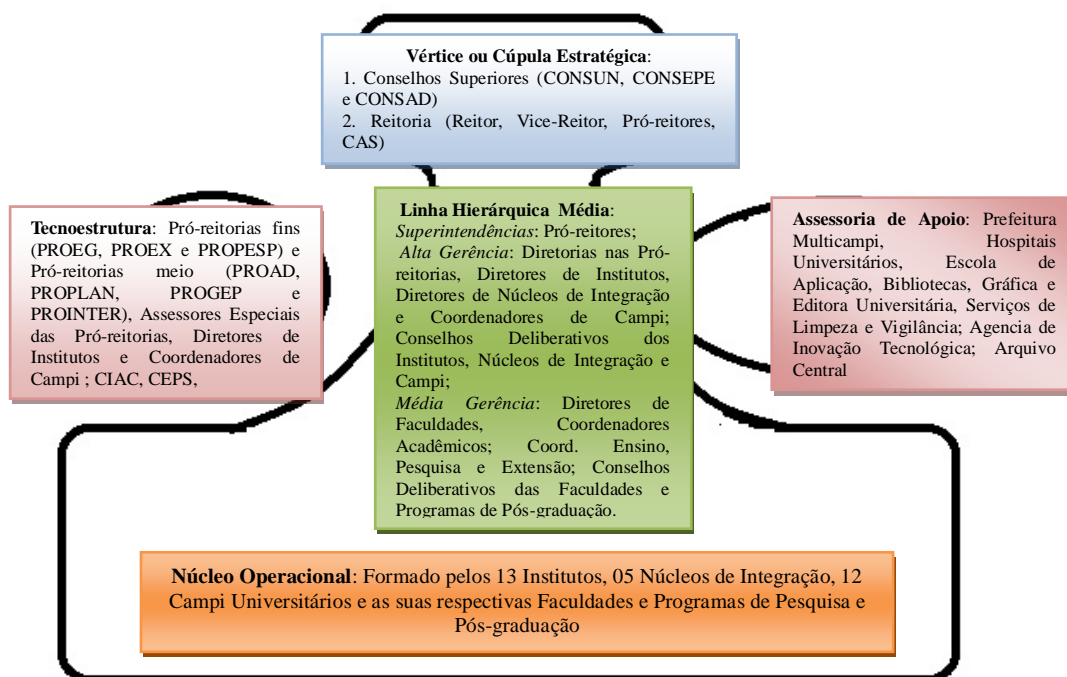 Vértice ou Cúpula Estratégica:
1. Conselhos Superiores (CONSUN, CONSEPE
e CONSAD)
2. Reitoria (Reitor, Vice-Reitor, Pró-reitores,
CAS)
Tecnoestrutura: Pró-reitorias fins
(PROEG, PROEX e PROPESP) e
Pró-reitorias meio (PROAD,
PROPLAN, PROGEP e
PROINTER), Assessores Especiais
das Pró-reitorias, Diretores de
Institutos e Coordenadores de
Campi ; CIAC, CEPS,
Linha Hierárquica Média:
Superintendências: Pró-reitores;
Alta Gerência: Diretorias nas Pró-
reitorias, Diretores de Institutos,
Diretores de Núcleos de Integração
e Coordenadores de Campi;
Conselhos Deliberativos dos
Institutos, Núcleos de Integração e
Campi;
Média Gerência: Diretores de
Faculdades, Coordenadores
Acadêmicos; Coord. Ensino,
Pesquisa e Extensão; Conselhos
Deliberativos das Faculdades e
Programas de Pós-graduação.
Assessoria de Apoio: Prefeitura
Multicampi, Hospitais
Universitários, Escola de
Aplicação, Bibliotecas, Gráfica e
Editora Universitária, Serviços de
Limpeza e Vigilância; Agencia de
Inovação Tecnológica; Arquivo
Central
Núcleo Operacional: Formado pelos 13 Institutos, 05 Núcleos de Integração, 12
Campi Universitários e as suas respectivas Faculdades e Programas de Pesquisa e
Pós-graduação